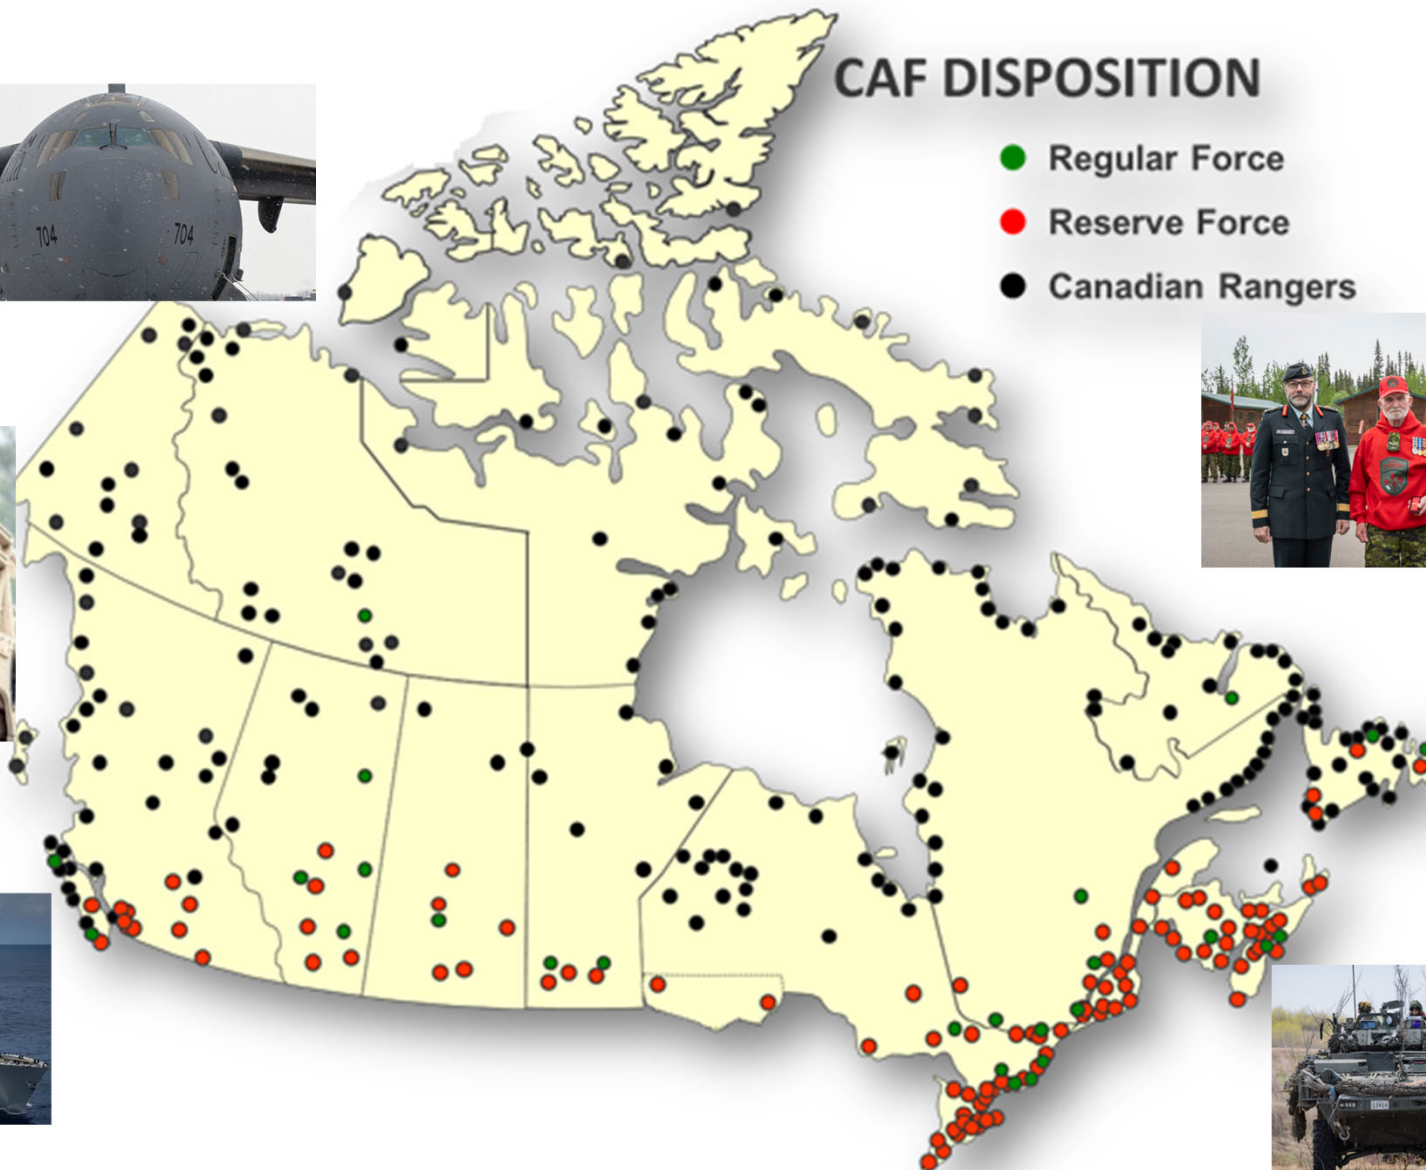 CAF DISPOSITION
Regular Force
Reserve Force
Canadian Rangers
704
704